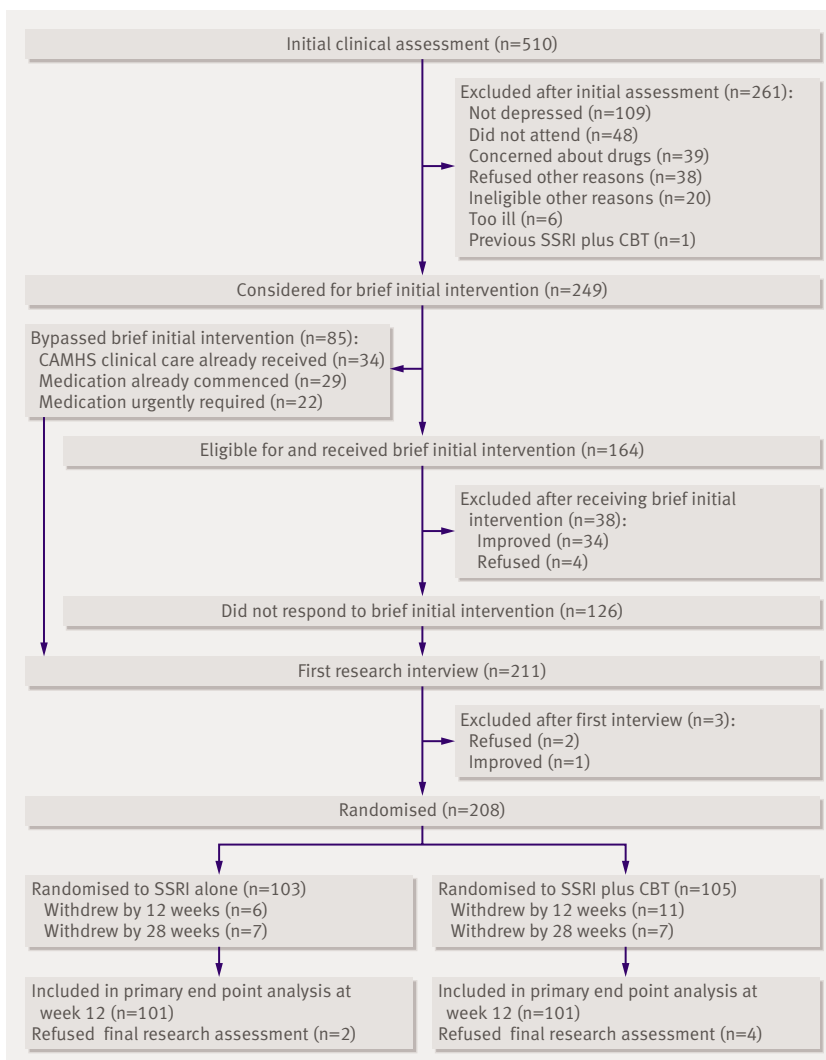 Initial clinical assessment (n=510)
Excluded after initial assessment (n=261):
Not depressed (n=109)
Did not attend (n=48)
Concerned about drugs (n=39)
Refused other reasons (n=38)
Ineligible other reasons (n=20)
Too ill (n=6)
Previous SSRI plus CBT (n=1)
Considered for brief initial intervention (n=249)
Bypassed brief initial intervention (n=85):
CAMHS clinical care already received (n=34)
Medication already commenced (n=29)
Medication urgently required (n=22)
Eligible for and received brief initial intervention (n=164)
Excluded after receiving brief initial
intervention (n=38):
Improved (n=34)
Refused (n=4)
Did not respond to brief initial intervention (n=126)
First research interview (n=211)
Excluded after first interview (n=3):
Refused (n=2)
Improved (n=1)
Randomised (n=208)
Randomised to SSRI alone (n=103)
Withdrew by 12 weeks (n=6)
Withdrew by 28 weeks (n=7)
Randomised to SSRI plus CBT (n=105)
Withdrew by 12 weeks (n=11)
Withdrew by 28 weeks (n=7)
Included in primary end point analysis at
week 12 (n=101)
Refused final research assessment (n=2)
Included in primary end point analysis at
week 12 (n=101)
Refused final research assessment (n=4)